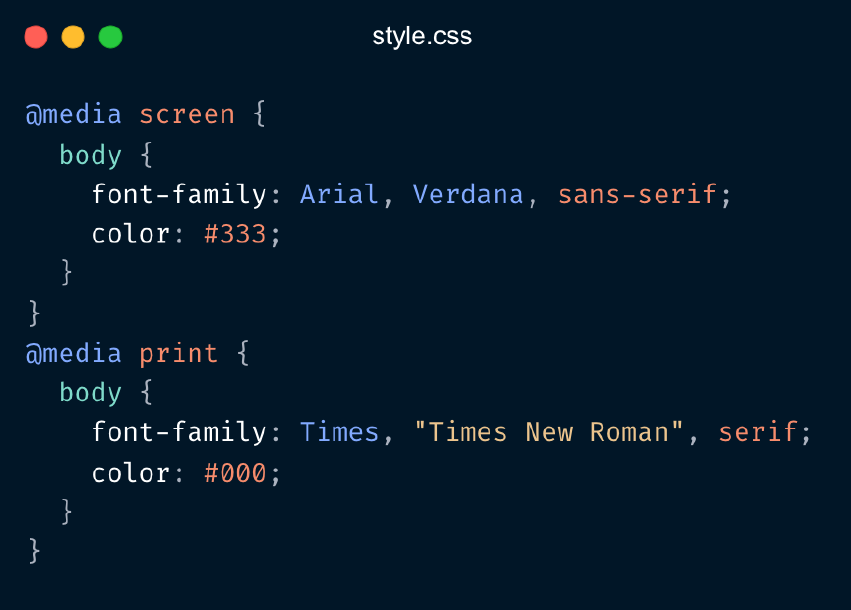 style.css
@media screen {
  body {
    font-family: Arial, Verdana, sans-serif;
    color: #333;
  }
}
@media print {
  body {
    font-family: Times, "Times New Roman", serif;
    color: #000;
  }
}